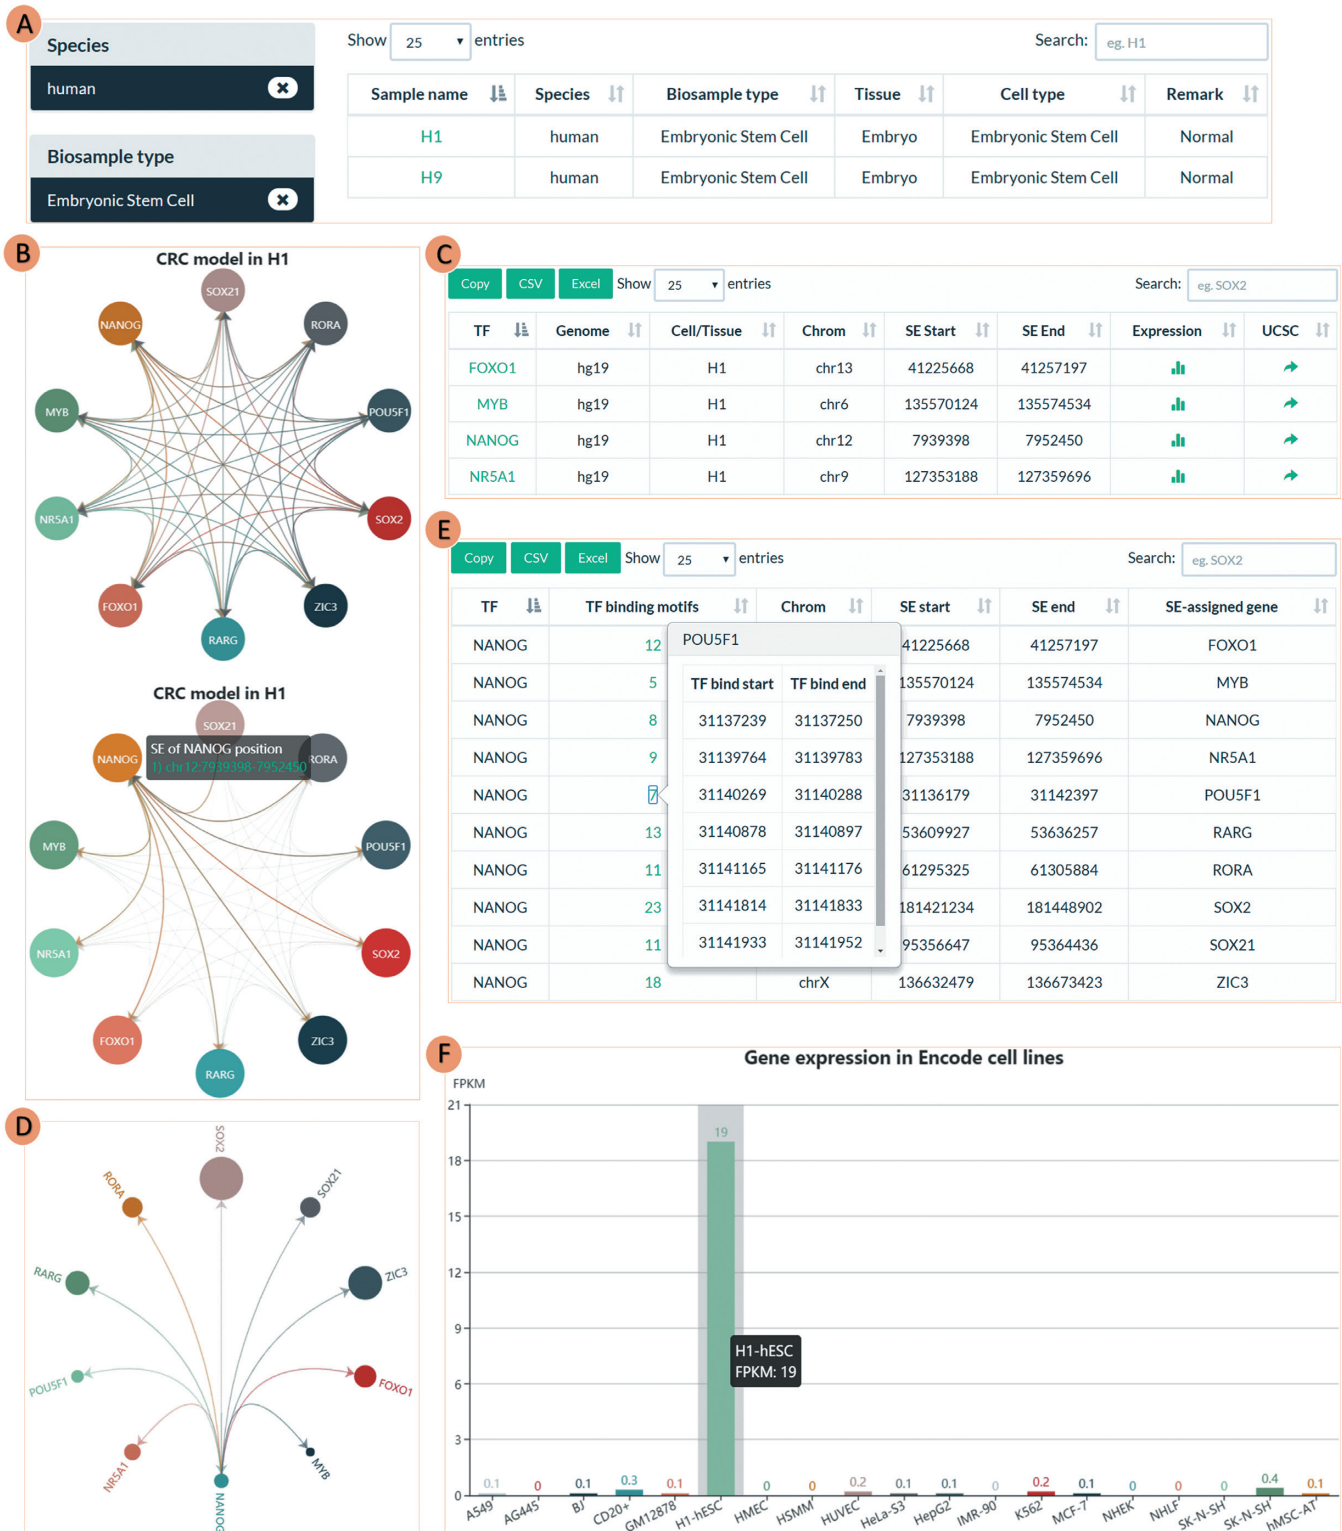 A
Species
human
Biosample type
Embryonic Stem Cell
Show 25 entries
Search: eg. H1
Sample name Species Biosample type Tissue Cell type Remark
H1 human Embryonic Stem Cell Embryo Embryonic Stem Cell Normal
H9 human Embryonic Stem Cell Embryo Embryonic Stem Cell Normal
B
CRC model in H1
SOX21
NANOG
RORA
MYB
POU5F1
NR5A1
SOX2
FOXO1
ZIC3
RARG
CRC model in H1
SOX21
SE of NANOG position
1) chr12:7939398-7952450
NANOG
RORA
MYB
POU5F1
NR5A1
SOX2
FOXO1
ZIC3
RARG
C
Copy CSV Excel Show 25 entries
Search: eg. SOX2
TF Genome Cell/Tissue Chrom SE Start SE End Expression UCSC
FOXO1 hg19 H1 chr13 41225668 41257197
MYB hg19 H1 chr6 135570124 135574534
NANOG hg19 H1 chr12 7939398 7952450
NR5A1 hg19 H1 chr9 127353188 127359696
D
SOX2
RORA
SOX21
RARG
ZIC3
POU5F1
FOXO1
NR5A1
MYB
NANOG
E
Copy CSV Excel Show 25 entries
Search: eg. SOX2
TF TF binding motifs Chrom SE start SE end SE-assigned gene
NANOG 12 41225668 41257197 FOXO1
NANOG 5 135570124 135574534 MYB
NANOG 8 7939398 7952450 NANOG
NANOG 9 127353188 127359696 NR5A1
NANOG 7 31136179 31142397 POU5F1
NANOG 13 53609927 53636257 RARG
NANOG 11 61295325 61305884 RORA
NANOG 23 181421234 181448902 SOX2
NANOG 11 95356647 95364436 SOX21
NANOG 18 chrX 136632479 136673423 ZIC3
POU5F1
TF bind start TF bind end
31137239 31137250
31139764 31139783
31140269 31140288
31140878 31140897
31141165 31141176
31141814 31141833
31141933 31141952
F
Gene expression in Encode cell lines
FPKM
21
18
15
12
9
6
3
0
19
H1-hESC
FPKM: 19
0.1 0 0.1 0.3 0.1 0 0 0.2 0.1 0.1 0 0.2 0.1 0 0 0 0.4 0.1
A549 AG445 BJ CD20+ GM12878 H1-hESC HMEC HSMM HUVEC HeLa-S3 HepG2 IMR-90 K562 MCF-7 NHEK NHLF SK-N-SH SK-N-SH hMSC-AT